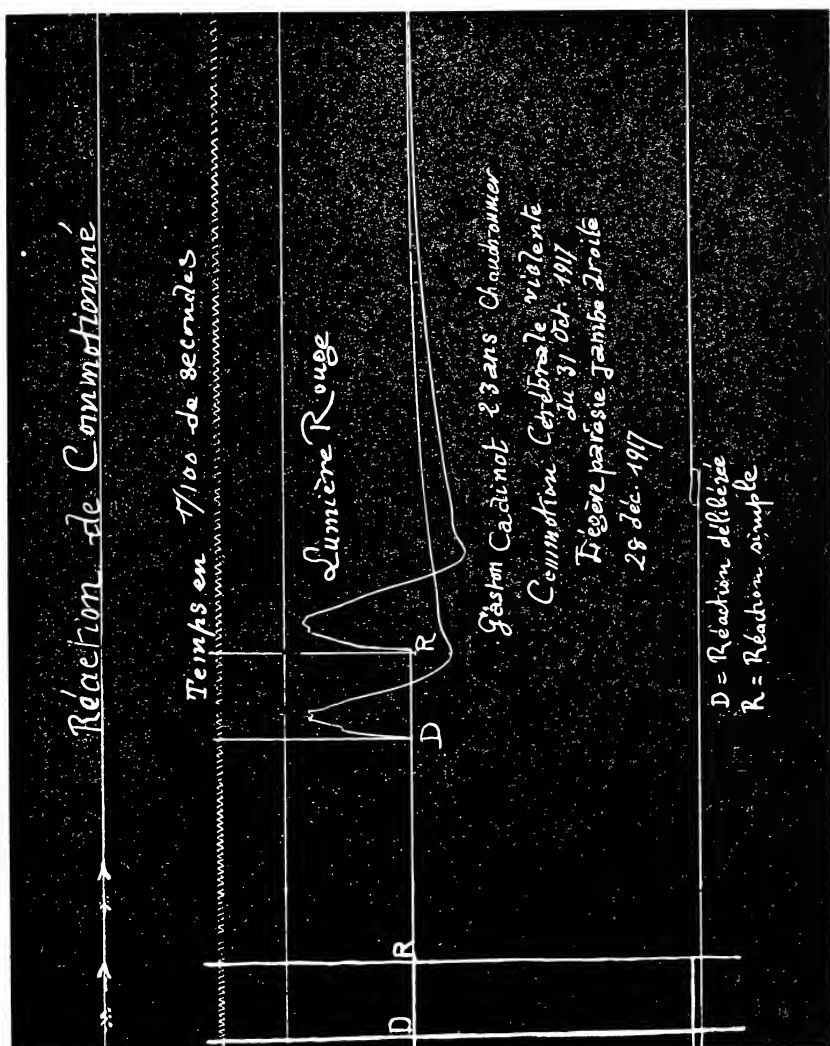 Réaction de Commotionné
Temps en 1/100 de secondes
Lumière Rouge
D R
D R
Gaston Cadinot 23 ans Chaudronnier
Commotion Cérébrale violente
du 31 Oct. 1917
Légère parésie jambe droite
28 déc. 1917
D = Réaction délibérée
R = Réaction simple